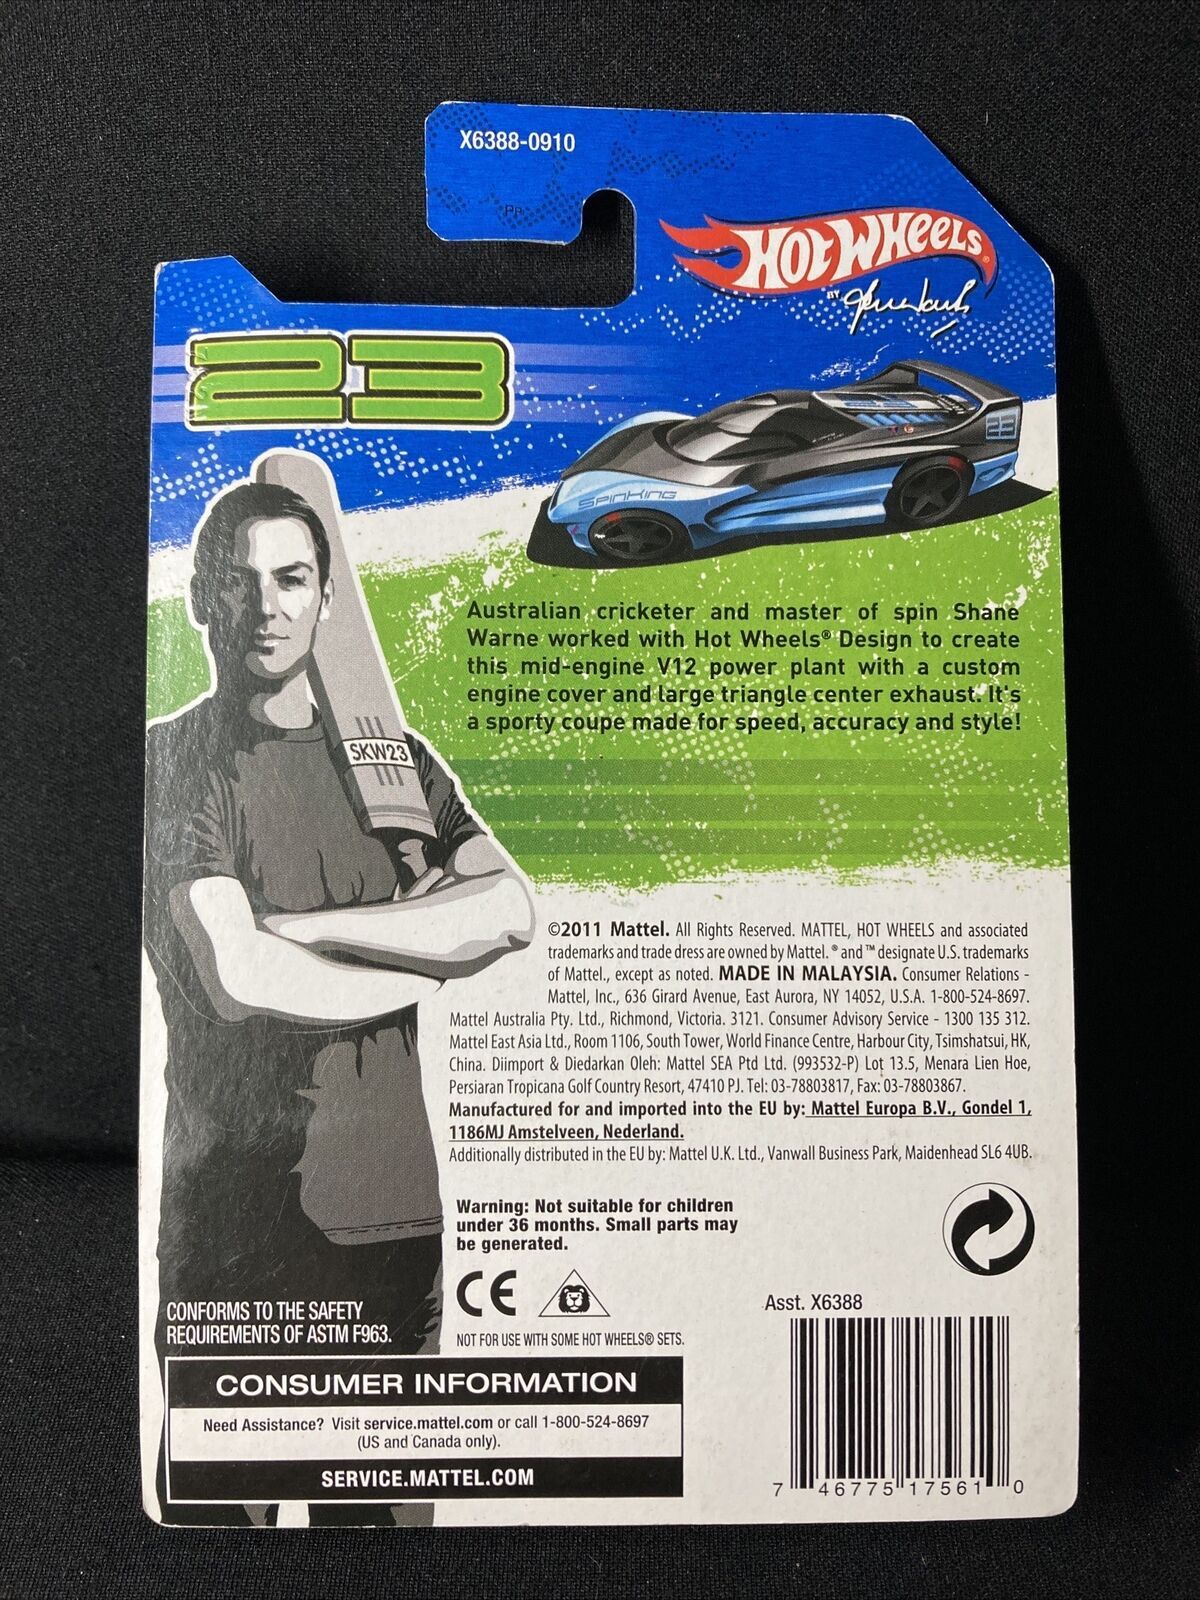 X6388-0910
HOT WHEELS®
BY
23
23
SPINKING
Australian cricketer and master of spin Shane
Warne worked with Hot Wheels® Design to create
this mid-engine V12 power plant with a custom
engine cover and large triangle center exhaust. It's
a sporty coupe made for speed, accuracy and style!
SKW23
©2011 Mattel. All Rights Reserved. MATTEL, HOT WHEELS and associated
trademarks and trade dress are owned by Mattel. ® and ™ designate U.S. trademarks
of Mattel., except as noted. MADE IN MALAYSIA. Consumer Relations -
Mattel, Inc., 636 Girard Avenue, East Aurora, NY 14052, U.S.A. 1-800-524-8697.
Mattel Australia Pty. Ltd., Richmond, Victoria. 3121. Consumer Advisory Service - 1300 135 312.
Mattel East Asia Ltd., Room 1106, South Tower, World Finance Centre, Harbour City, Tsimshatsui, HK,
China. Diimport & Diedarkan Oleh: Mattel SEA Ptd Ltd. (993532-P) Lot 13.5, Menara Lien Hoe,
Persiaran Tropicana Golf Country Resort, 47410 PJ. Tel: 03-78803817, Fax: 03-78803867.
Manufactured for and imported into the EU by: Mattel Europa B.V., Gondel 1,
1186MJ Amstelveen, Nederland.
Additionally distributed in the EU by: Mattel U.K. Ltd., Vanwall Business Park, Maidenhead SL6 4UB.
Warning: Not suitable for children
under 36 months. Small parts may
be generated.
CE
NOT FOR USE WITH SOME HOT WHEELS® SETS.
CONFORMS TO THE SAFETY
REQUIREMENTS OF ASTM F963.
Asst. X6388
CONSUMER INFORMATION
Need Assistance? Visit service.mattel.com or call 1-800-524-8697
(US and Canada only).
SERVICE.MATTEL.COM
7 46775 17561 0